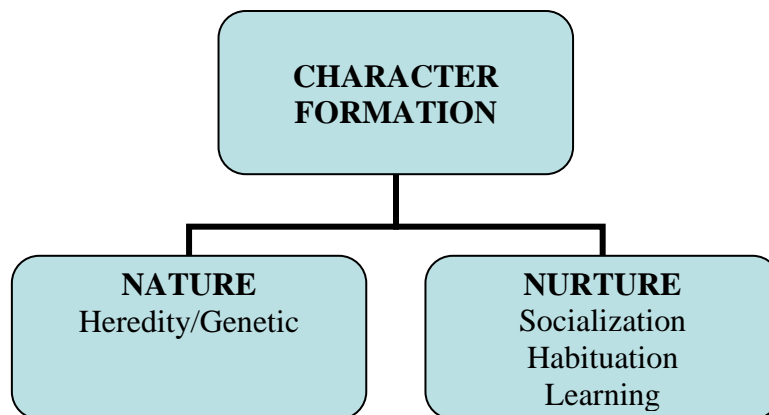 CHARACTER
FORMATION
NATURE
Heredity/Genetic
NURTURE
Socialization
Habituation
Learning